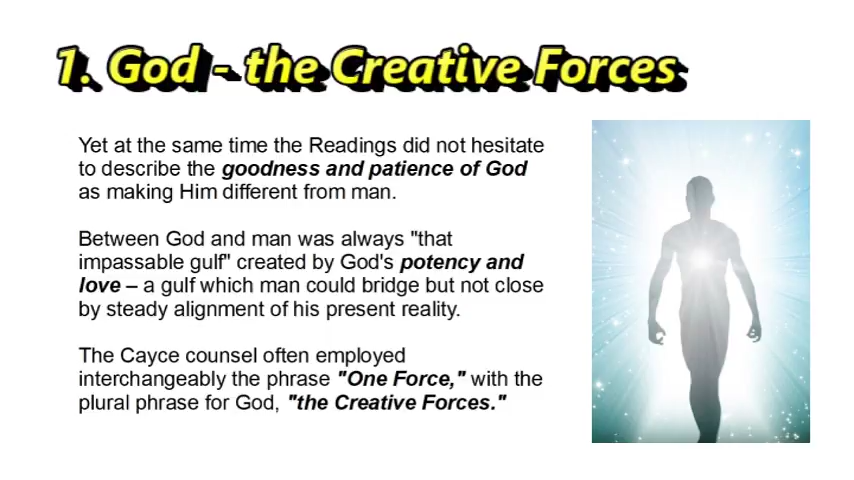 1. God - the Creative Forces
Yet at the same time the Readings did not hesitate
to describe the goodness and patience of God
as making Him different from man.
Between God and man was always "that
impassable gulf" created by God's potency and
love – a gulf which man could bridge but not close
by steady alignment of his present reality.
The Cayce counsel often employed
interchangeably the phrase "One Force," with the
plural phrase for God, "the Creative Forces."